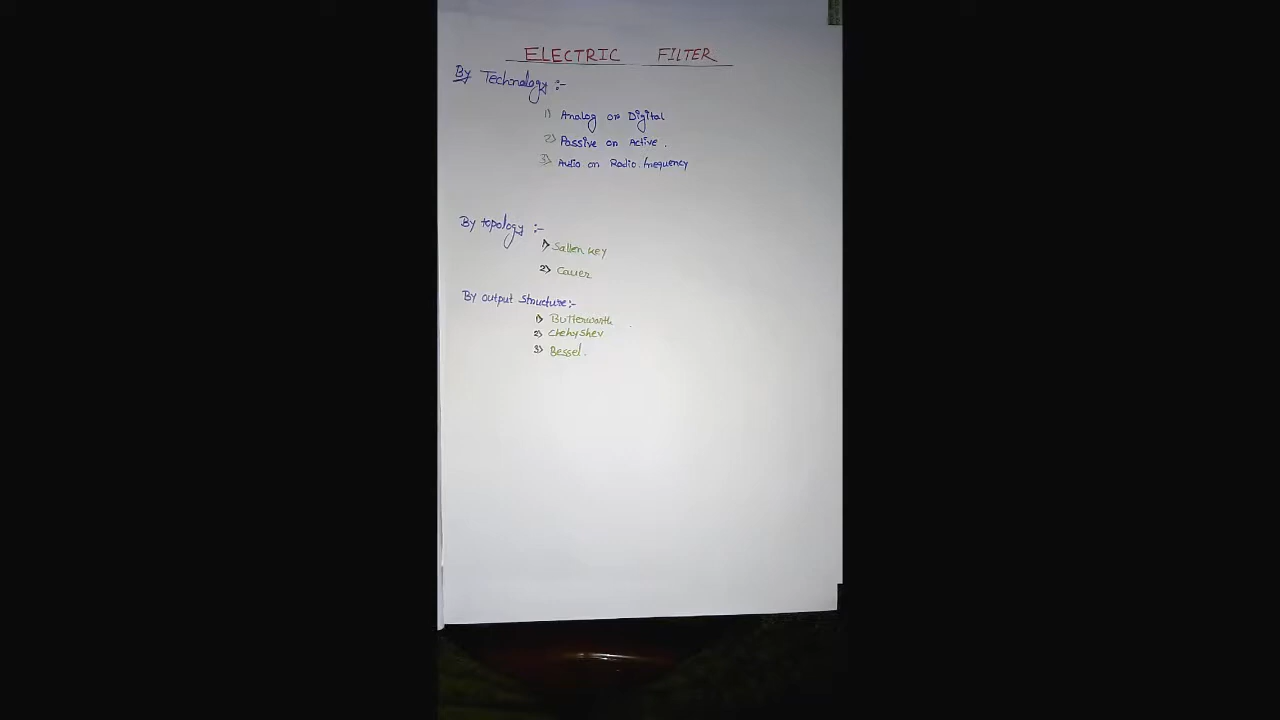 ELECTRIC FILTER
By Technology :-
1) Analog or Digital
2) Passive or Active.
3) Audio or Radio frequency
By topology :-
1) Sallen key
2) Cauer
By output structure:-
1) Butterworth
2) Chebyshev
3) Bessel.